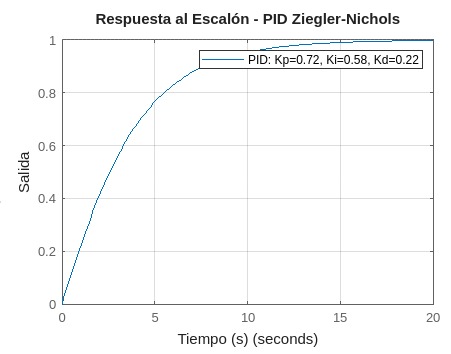 Respuesta al Escalón - PID Ziegler-Nichols
1
PID: Kp=0.72, Ki=0.58, Kd=0.22
0.8
0.6
Salida
0.4
0.2
0
0 5 10 15 20
Tiempo (s) (seconds)